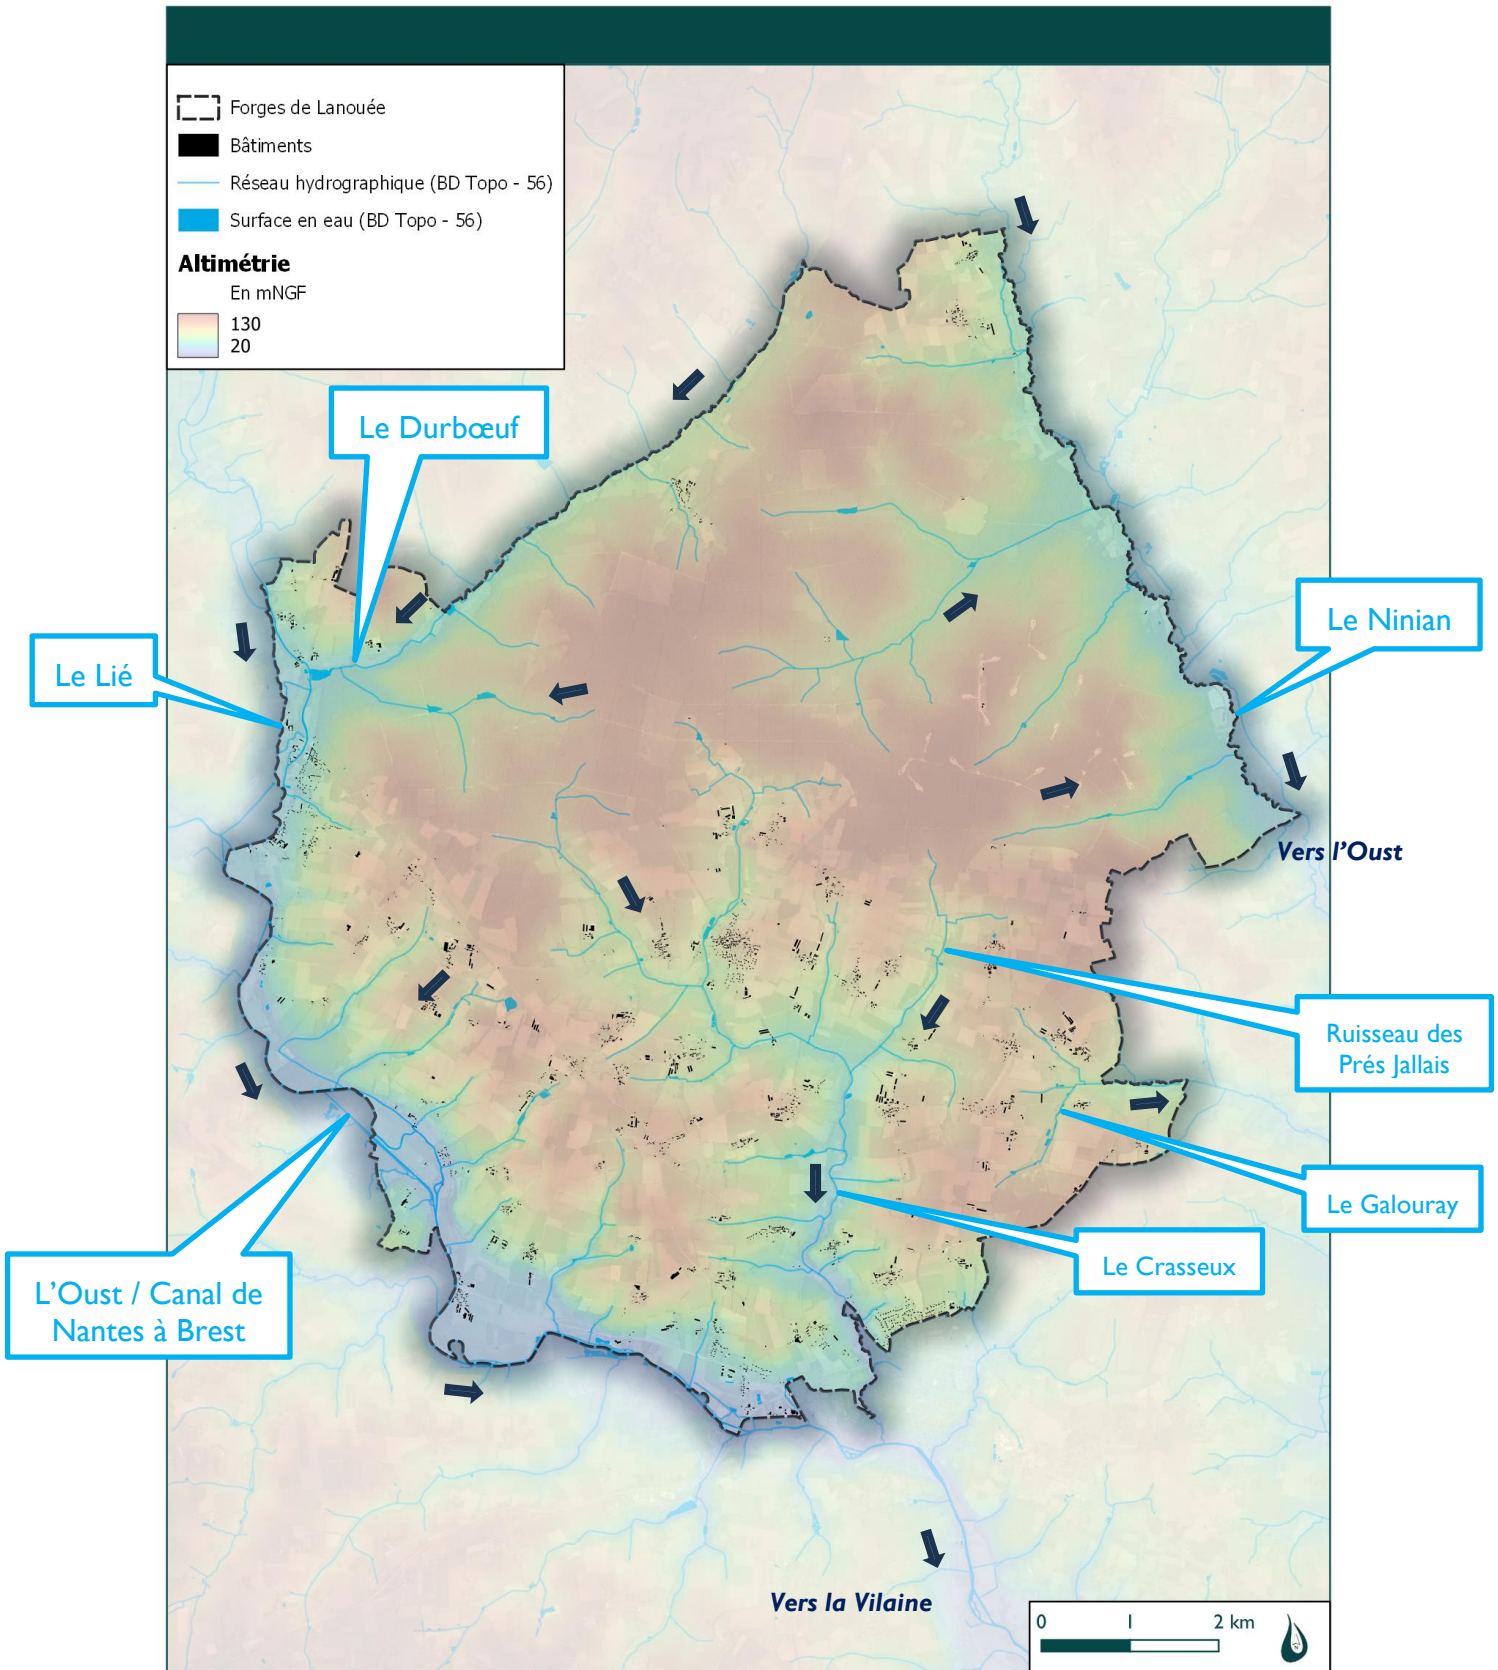 Forges de Lanouée
Bâtiments
Réseau hydrographique (BD Topo - 56)
Surface en eau (BD Topo - 56)
Altimétrie
En mNGF
130
20
Le Durbœuf
Le Ninian
Le Lié
Vers l'Oust
Ruisseau des
Prés Jallais
Le Galouray
Le Crasseux
L'Oust / Canal de
Nantes à Brest
Vers la Vilaine
0 1 2 km